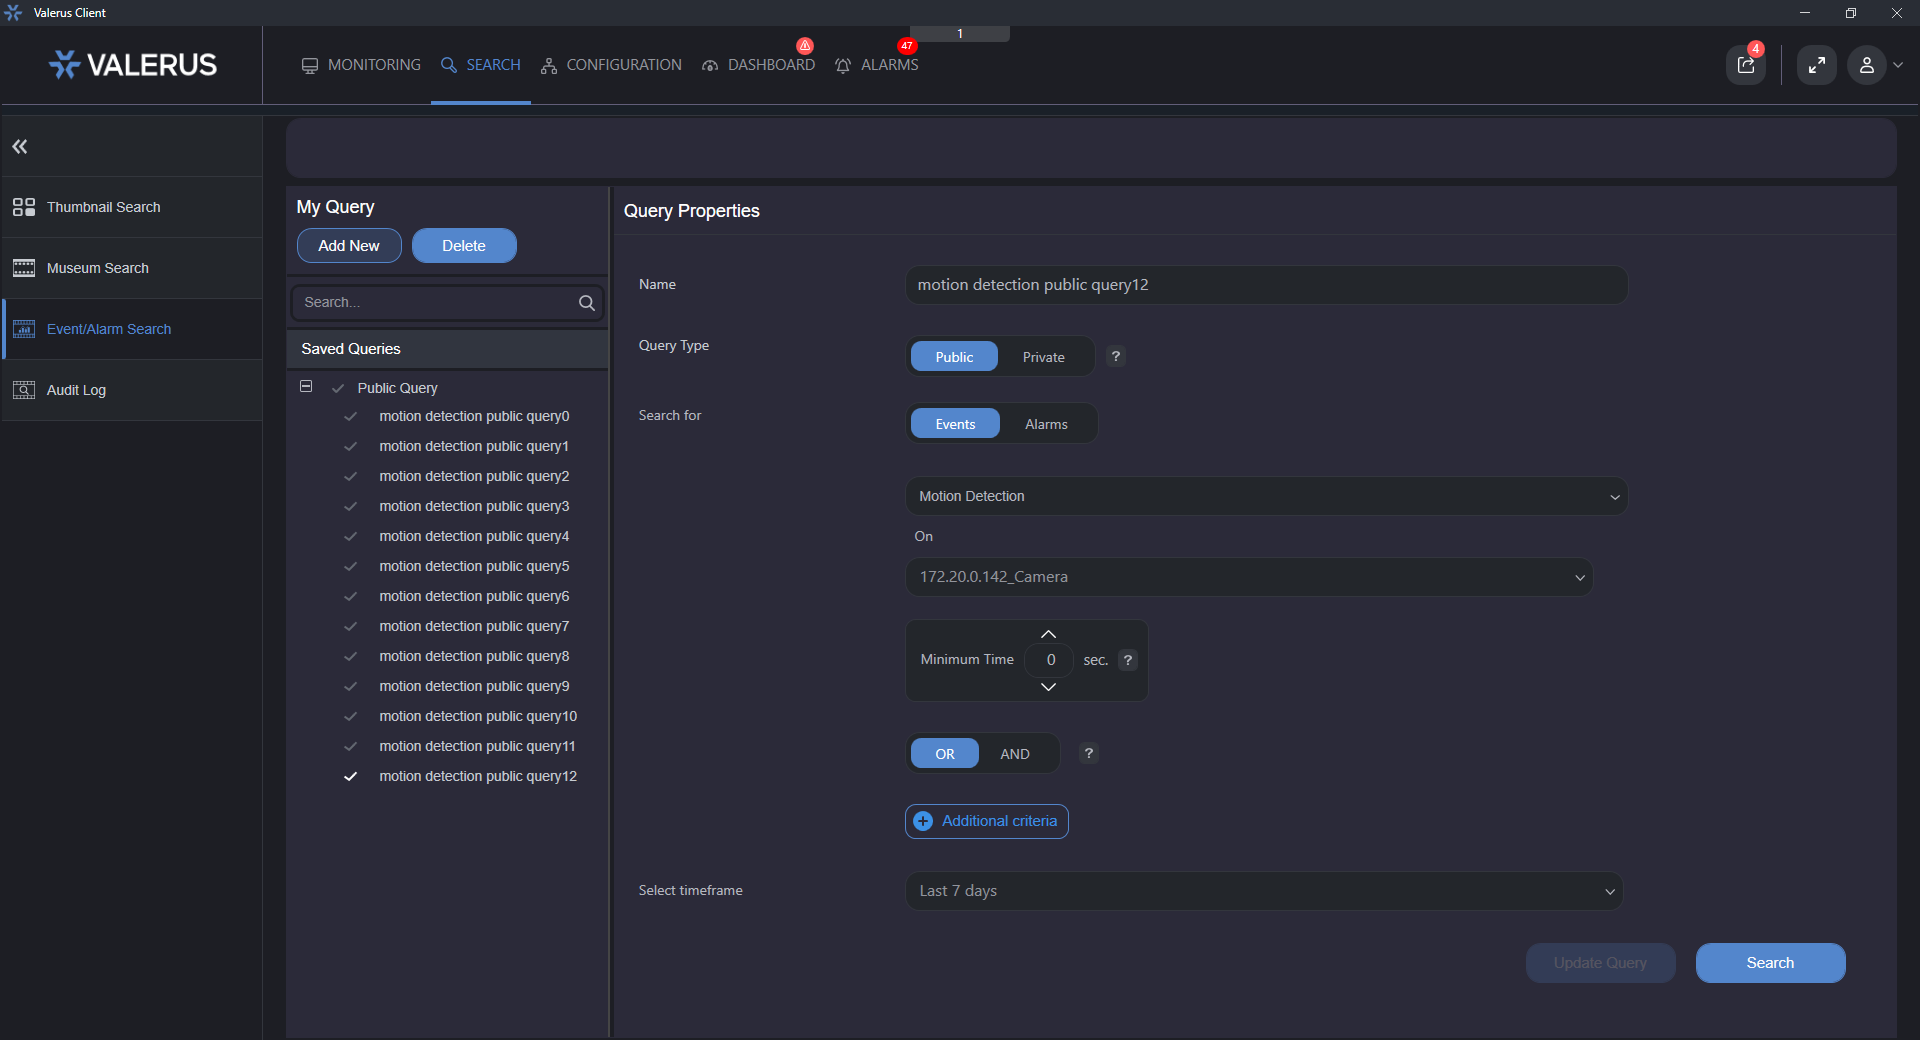 Valerus Client
VALERUS
MONITORING
SEARCH
CONFIGURATION
DASHBOARD
47
ALARMS
1
4
Thumbnail Search
Museum Search
Event/Alarm Search
Audit Log
My Query
Add New
Delete
Search...
Saved Queries
Public Query
motion detection public query0
motion detection public query1
motion detection public query2
motion detection public query3
motion detection public query4
motion detection public query5
motion detection public query6
motion detection public query7
motion detection public query8
motion detection public query9
motion detection public query10
motion detection public query11
motion detection public query12
Query Properties
Name
motion detection public query12
Query Type
Public
Private
?
Search for
Events
Alarms
Motion Detection
On
172.20.0.142_Camera
Minimum Time
0
sec.
?
OR
AND
?
Additional criteria
Select timeframe
Last 7 days
Update Query
Search